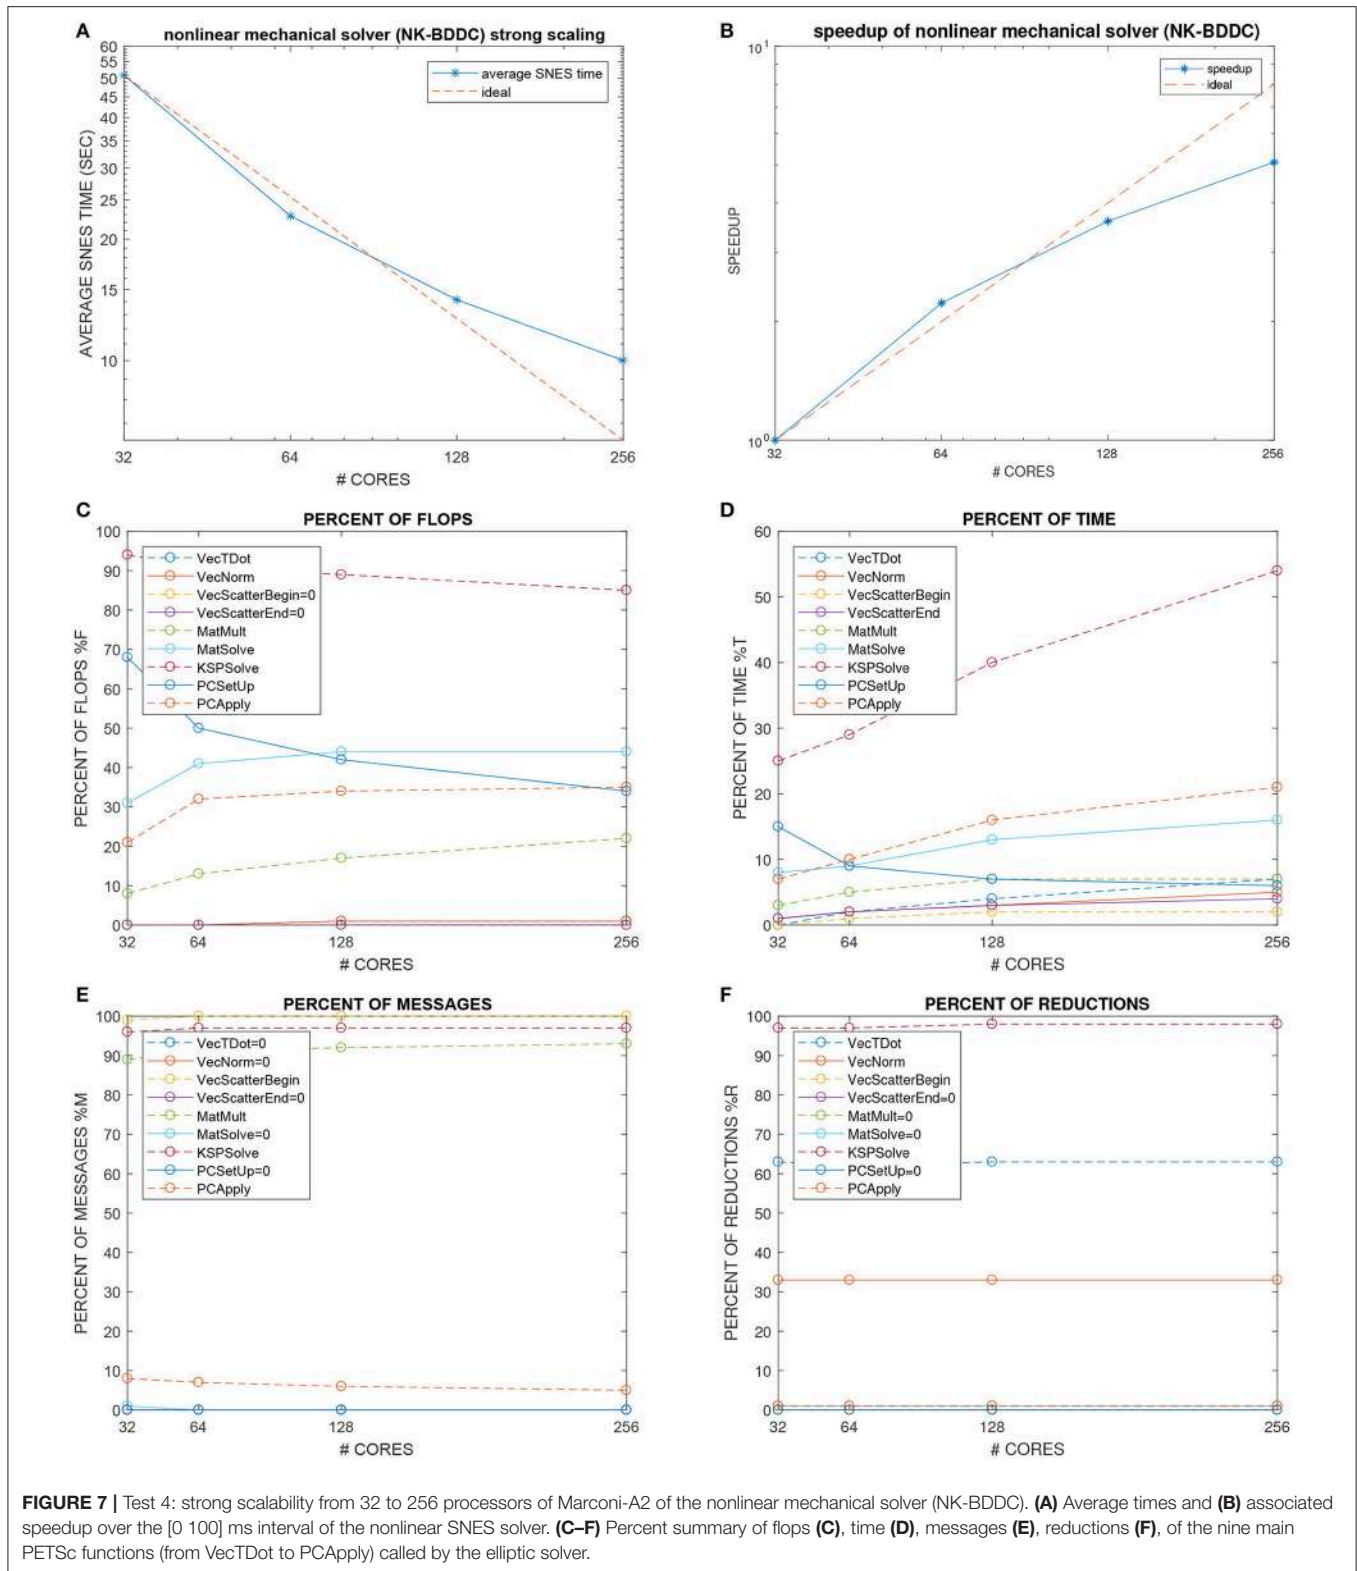 A
nonlinear mechanical solver (NK-BDDC) strong scaling
60
55
50
45
40
35
30
25
20
15
10
AVERAGE SNES TIME (SEC)
average SNES time
ideal
32
64
128
256
# CORES
B
speedup of nonlinear mechanical solver (NK-BDDC)
10^1
10^0
SPEEDUP
speedup
ideal
32
64
128
256
# CORES
C
PERCENT OF FLOPS
100
90
80
70
60
50
40
30
20
10
0
PERCENT OF FLOPS %F
VecTDot
VecNorm
VecScatterBegin=0
VecScatterEnd=0
MatMult
MatSolve
KSPSolve
PCSetUp
PCApply
32
64
128
256
# CORES
D
PERCENT OF TIME
60
50
40
30
20
10
0
PERCENT OF TIME %T
VecTDot
VecNorm
VecScatterBegin
VecScatterEnd
MatMult
MatSolve
KSPSolve
PCSetUp
PCApply
32
64
128
256
# CORES
E
PERCENT OF MESSAGES
100
90
80
70
60
50
40
30
20
10
0
PERCENT OF MESSAGES %M
VecTDot=0
VecNorm=0
VecScatterBegin
VecScatterEnd=0
MatMult
MatSolve=0
KSPSolve
PCSetUp=0
PCApply
32
64
128
256
# CORES
F
PERCENT OF REDUCTIONS
100
90
80
70
60
50
40
30
20
10
0
PERCENT OF REDUCTIONS %R
VecTDot
VecNorm
VecScatterBegin
VecScatterEnd=0
MatMult=0
MatSolve=0
KSPSolve
PCSetUp=0
PCApply
32
64
128
256
# CORES
FIGURE 7 | Test 4: strong scalability from 32 to 256 processors of Marconi-A2 of the nonlinear mechanical solver (NK-BDDC). (A) Average times and (B) associated
speedup over the [0 100] ms interval of the nonlinear SNES solver. (C–F) Percent summary of flops (C), time (D), messages (E), reductions (F), of the nine main
PETSc functions (from VecTDot to PCApply) called by the elliptic solver.